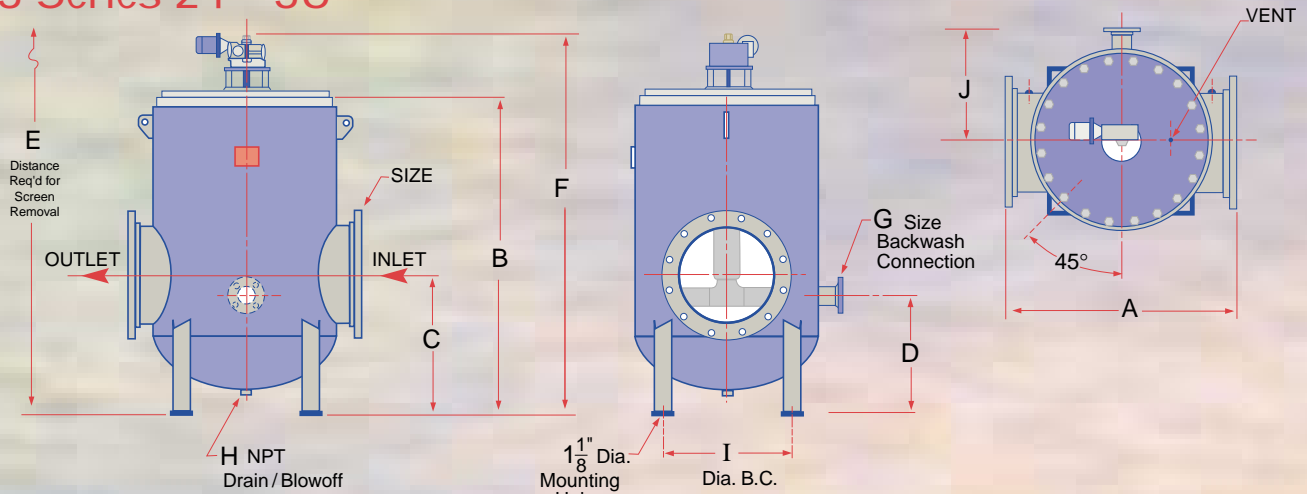 E
Distance
Req'd for
Screen
Removal
SIZE
OUTLET
INLET
B
C
F
H NPT
Drain / Blowoff
G Size
Backwash
Connection
D
1 1/8" Dia.
Mounting
I
Dia. B.C.
VENT
J
45°
A